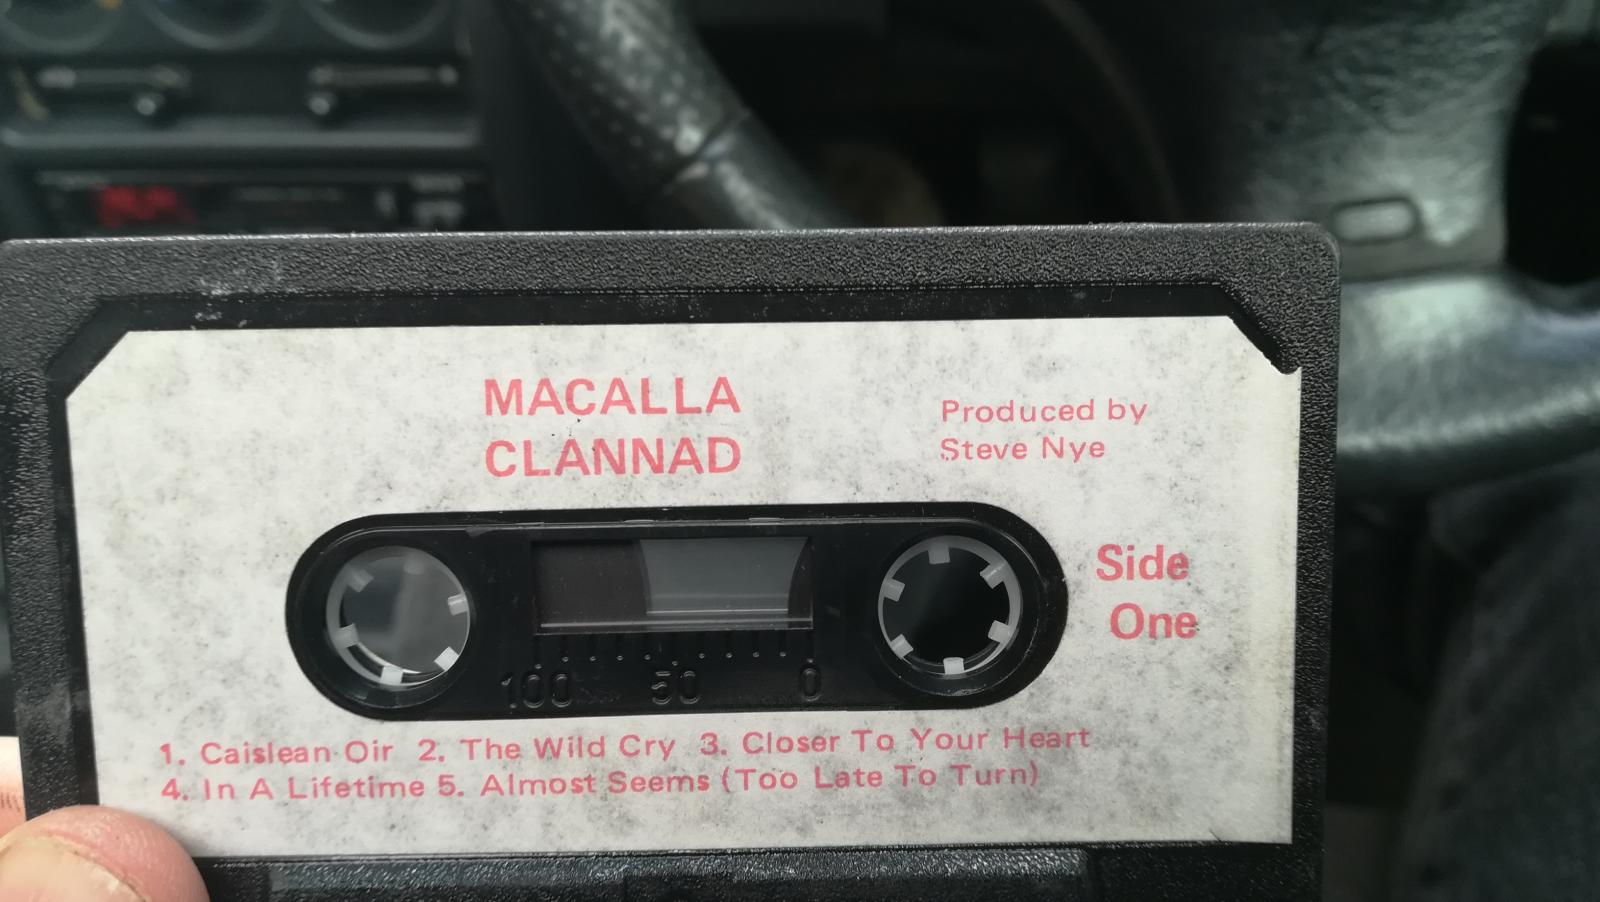 MACALLA
CLANNAD
Produced by
Steve Nye
Side
One
100 50 0
1. Caislean Oir 2. The Wild Cry 3. Closer To Your Heart
4. In A Lifetime 5. Almost Seems (Too Late To Turn)